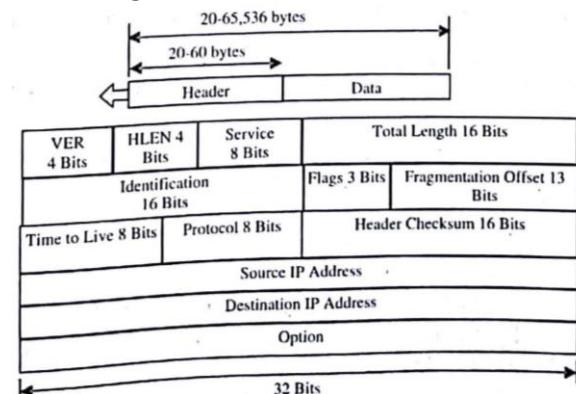 20-65,536 bytes
20-60 bytes
Header Data
VER
4 Bits
HLEN 4
Bits
Service
8 Bits
Total Length 16 Bits
Identification
16 Bits
Flags 3 Bits
Fragmentation Offset 13
Bits
Time to Live 8 Bits
Protocol 8 Bits
Header Checksum 16 Bits
Source IP Address
Destination IP Address
Option
32 Bits